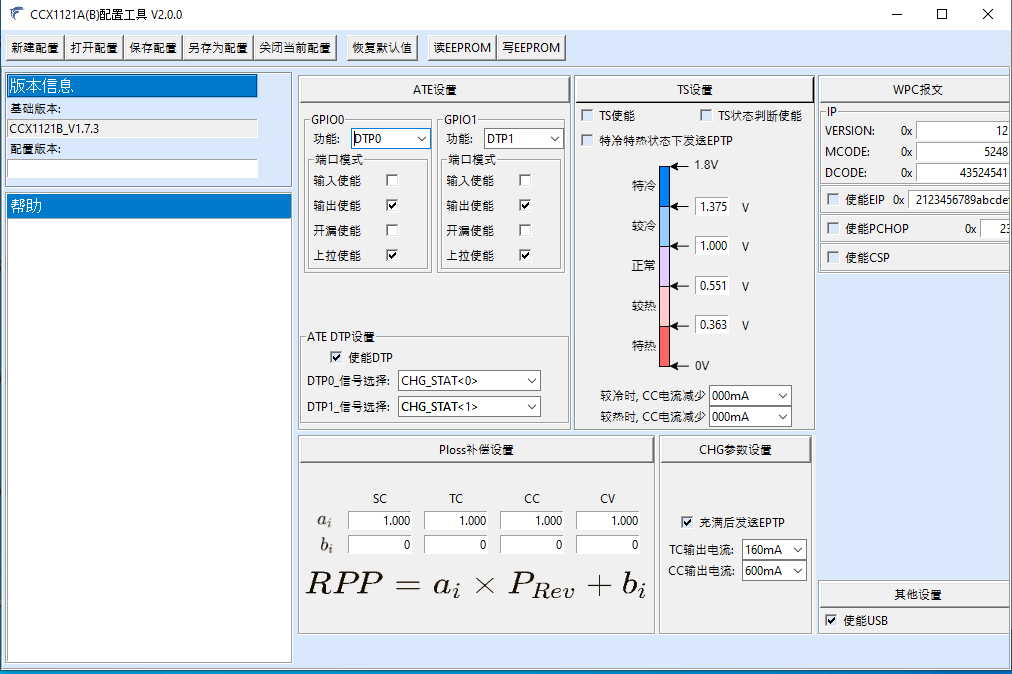 CCX1121A(B)配置工具 V2.0.0
新建配置 打开配置 保存配置 另存为配置 关闭当前配置 恢复默认值 读EEPROM 写EEPROM
版本信息
基础版本:
CCX1121B_V1.7.3
配置版本:
帮助
ATE设置
GPIO0
功能: DTP0
端口模式
输入使能
输出使能
开漏使能
上拉使能
GPIO1
功能: DTP1
端口模式
输入使能
输出使能
开漏使能
上拉使能
ATE DTP设置
使能DTP
DTP0_信号选择: CHG_STAT<0>
DTP1_信号选择: CHG_STAT<1>
TS设置
TS使能 TS状态判断使能
特冷特热状态下发送EPTP
1.8V
特冷
1.375 V
较冷
1.000 V
正常
0.551 V
较热
0.363 V
特热
0V
较冷时, CC电流减少 000mA
较热时, CC电流减少 000mA
WPC报文
IP
VERSION: 0x 12
MCODE: 0x 5248
DCODE: 0x 43524541
使能EIP 0x 2123456789abcde
使能PCHOP 0x 23
使能CSP
Ploss补偿设置
SC TC CC CV
a_i 1.000 1.000 1.000 1.000
b_i 0 0 0 0
RPP = a_i × P_Rev + b_i
CHG参数设置
充满后发送EPTP
TC输出电流: 160mA
CC输出电流: 600mA
其他设置
使能USB